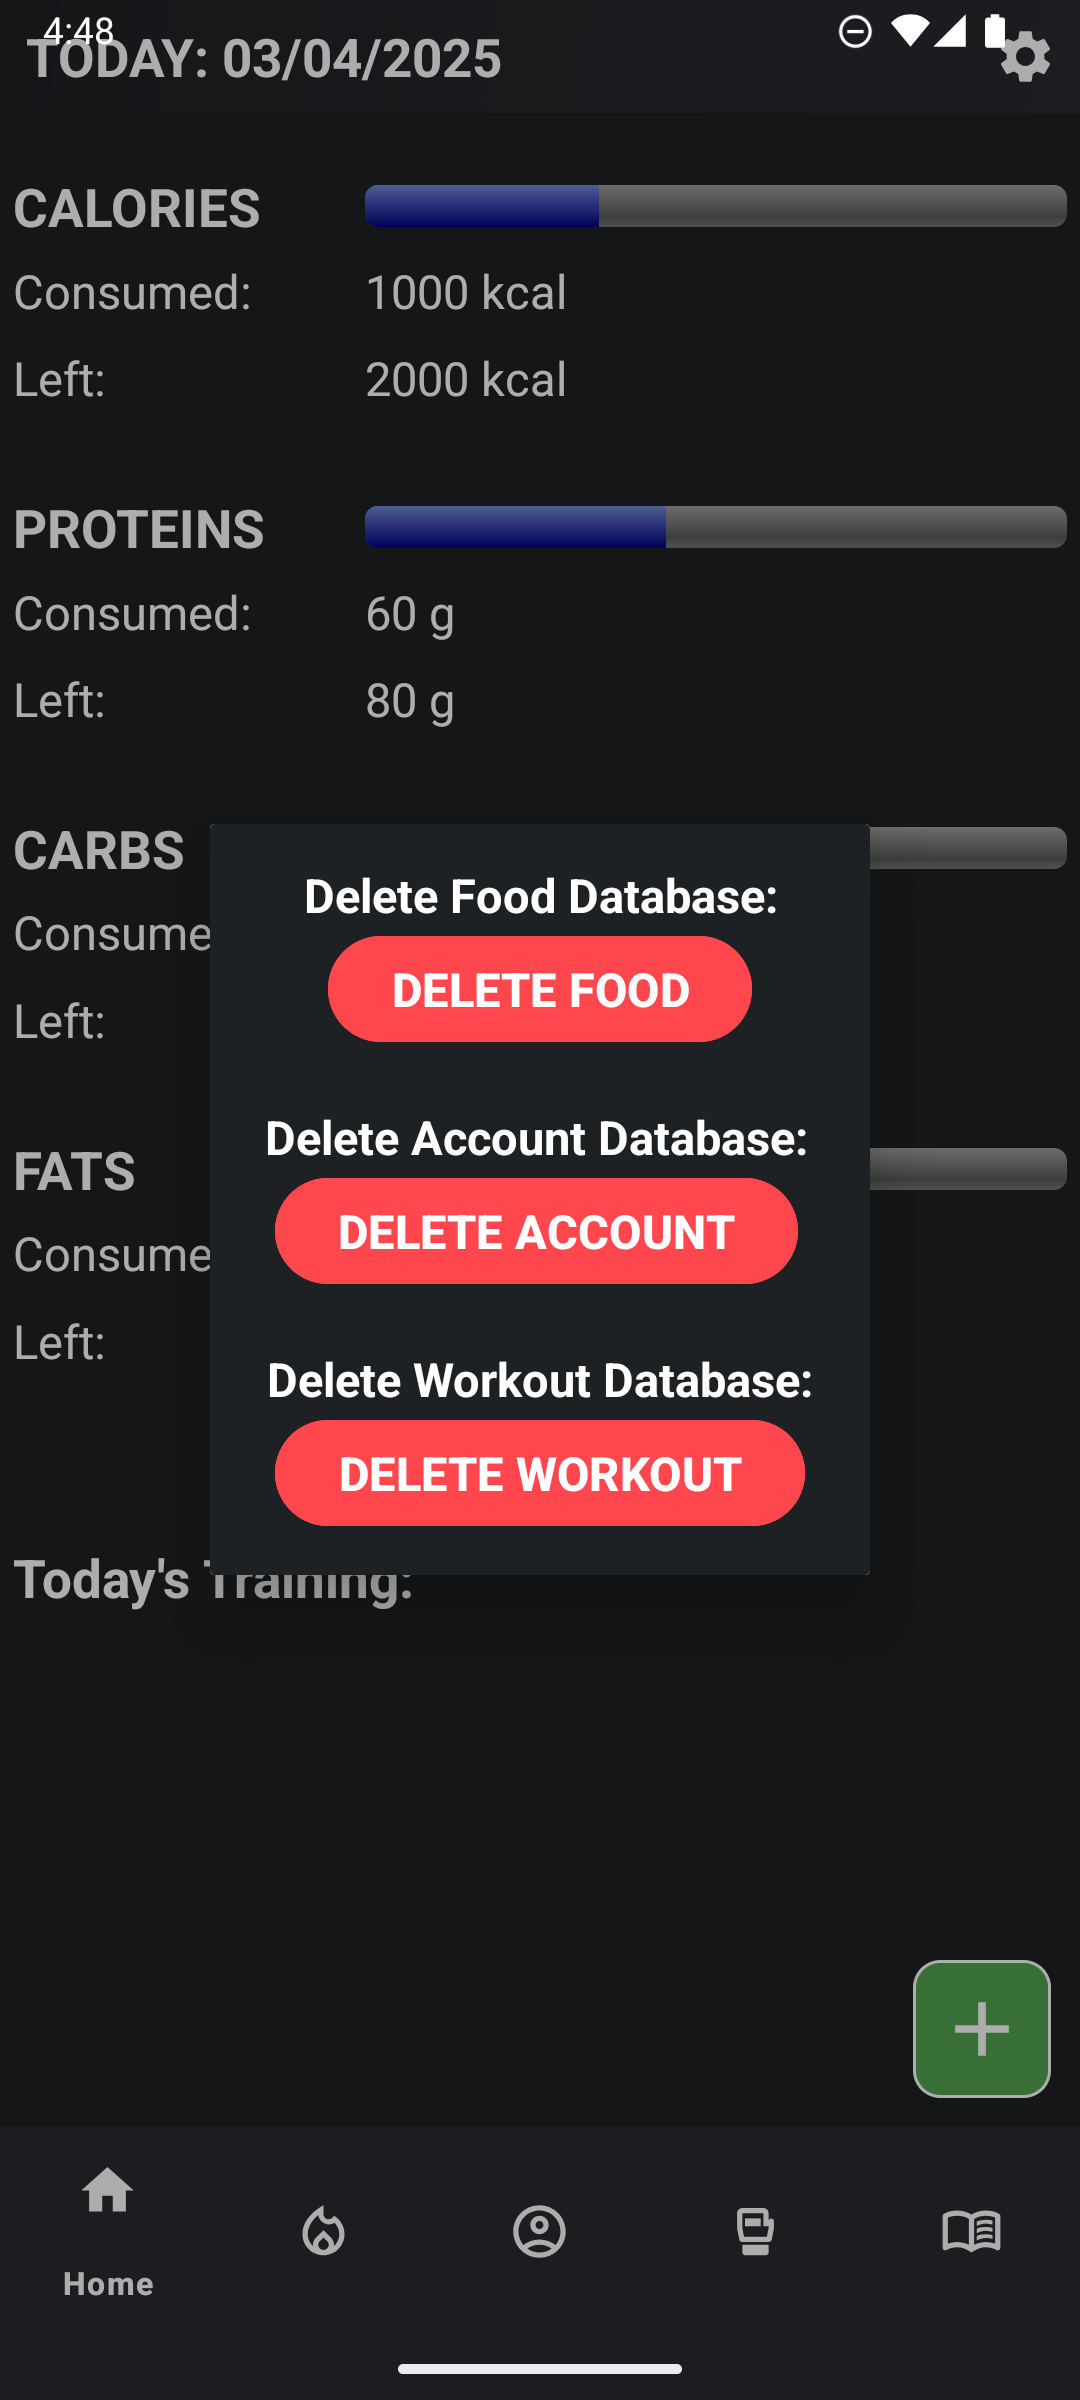 4:48
TODAY: 03/04/2025
CALORIES
Consumed: 1000 kcal
Left: 2000 kcal
PROTEINS
Consumed: 60 g
Left: 80 g
CARBS
Consume
Left:
FATS
Consume
Left:
Delete Food Database:
DELETE FOOD
Delete Account Database:
DELETE ACCOUNT
Delete Workout Database:
DELETE WORKOUT
Today's Training:
Home